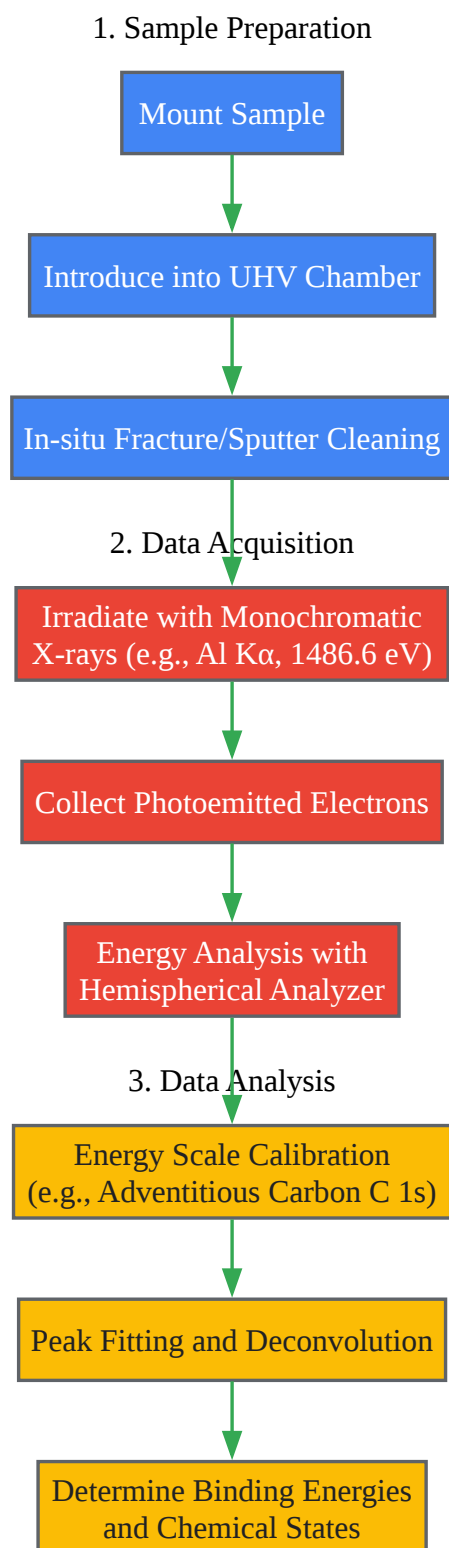 1. Sample Preparation
Mount Sample
Introduce into UHV Chamber
In-situ Fracture/Sputter Cleaning
2. Data Acquisition
Irradiate with Monochromatic
X-rays (e.g., Al Kα, 1486.6 eV)
Collect Photoemitted Electrons
Energy Analysis with
Hemispherical Analyzer
3. Data Analysis
Energy Scale Calibration
(e.g., Adventitious Carbon C 1s)
Peak Fitting and Deconvolution
Determine Binding Energies
and Chemical States